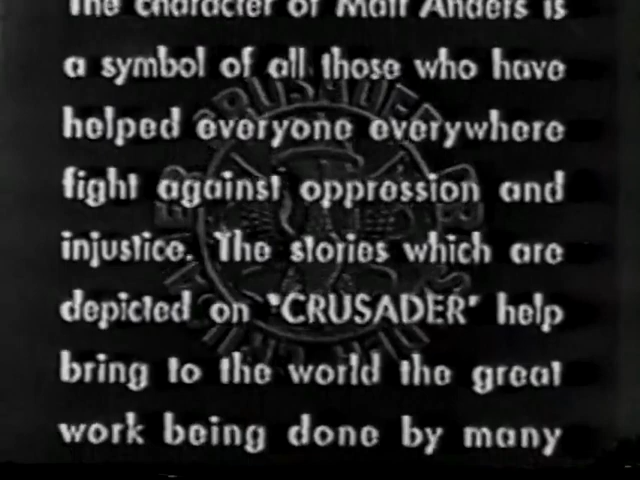 The character of Matt Anders is
a symbol of all those who have
helped everyone everywhere
fight against oppression and
injustice. The stories which are
depicted on "CRUSADER" help
bring to the world the great
work being done by many
CRUSADER